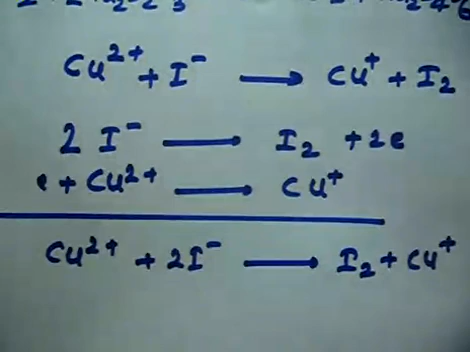 Cu²⁺ + I⁻ ⟶ Cu⁺ + I₂
2 I⁻ ⟶ I₂ + 2e
e + Cu²⁺ ⟶ Cu⁺
Cu²⁺ + 2I⁻ ⟶ I₂ + Cu⁺